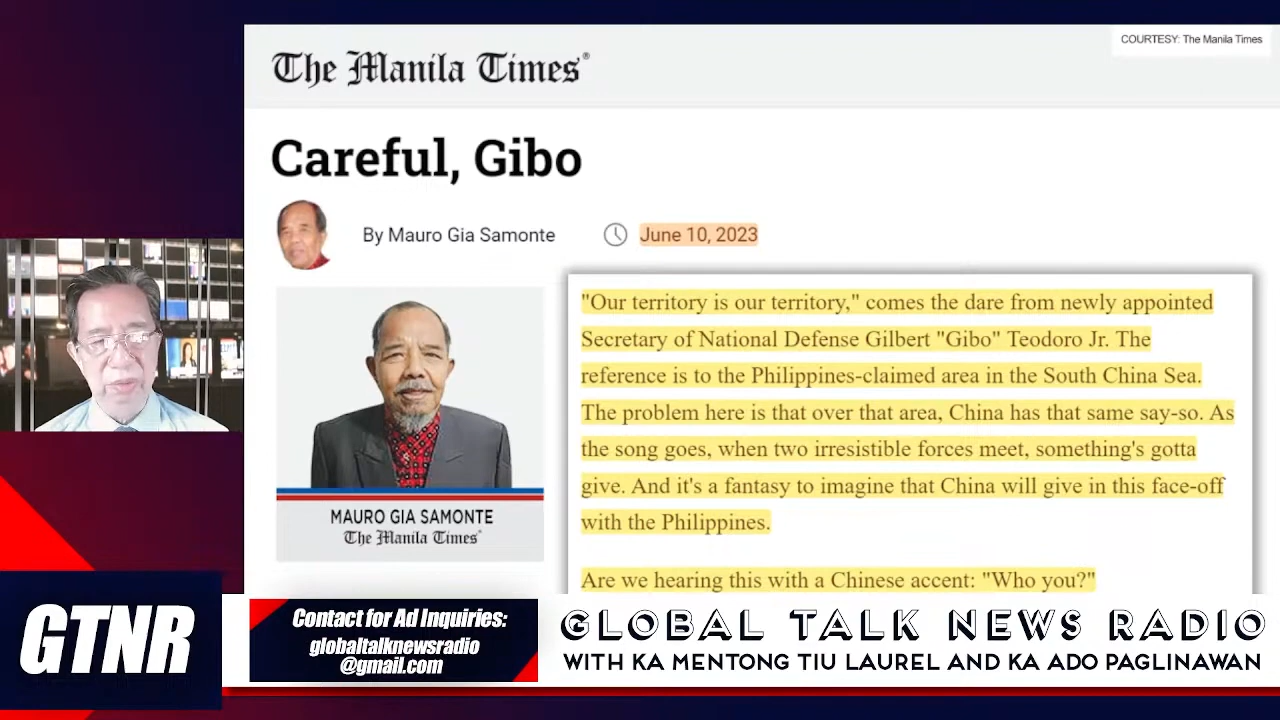 COURTESY: The Manila Times
The Manila Times®
Careful, Gibo
By Mauro Gia Samonte
June 10, 2023
"Our territory is our territory," comes the dare from newly appointed
Secretary of National Defense Gilbert "Gibo" Teodoro Jr. The
reference is to the Philippines-claimed area in the South China Sea.
The problem here is that over that area, China has that same say-so. As
the song goes, when two irresistible forces meet, something's gotta
give. And it's a fantasy to imagine that China will give in this face-off
with the Philippines.
Are we hearing this with a Chinese accent: "Who you?"
MAURO GIA SAMONTE
The Manila Times®
GTNR
Contact for Ad Inquiries:
globaltalknewsradio
@gmail.com
GLOBAL TALK NEWS RADIO
WITH KA MENTONG TIU LAUREL AND KA ADO PAGLINAWAN